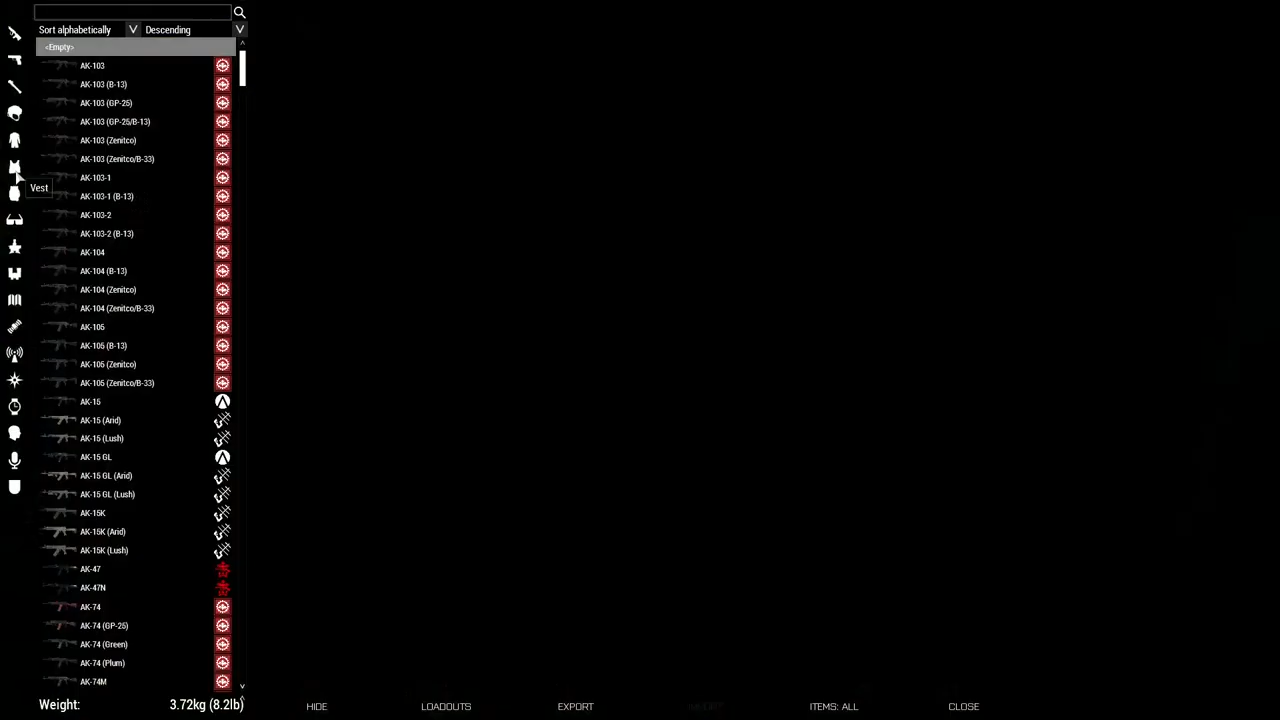 Sort alphabetically Descending
<Empty>
AK-103
AK-103 (B-13)
AK-103 (GP-25)
AK-103 (GP-25/B-13)
AK-103 (Zenitco)
AK-103 (Zenitco/B-33)
AK-103-1
Vest
AK-103-1 (B-13)
AK-103-2
AK-103-2 (B-13)
AK-104
AK-104 (B-13)
AK-104 (Zenitco)
AK-104 (Zenitco/B-33)
AK-105
AK-105 (B-13)
AK-105 (Zenitco)
AK-105 (Zenitco/B-33)
AK-15
AK-15 (Arid)
AK-15 (Lush)
AK-15 GL
AK-15 GL (Arid)
AK-15 GL (Lush)
AK-15K
AK-15K (Arid)
AK-15K (Lush)
AK-47
AK-47N
AK-74
AK-74 (GP-25)
AK-74 (Green)
AK-74 (Plum)
AK-74M
Weight: 3.72kg (8.2lb)
HIDE LOADOUTS EXPORT IMPORT ITEMS: ALL CLOSE